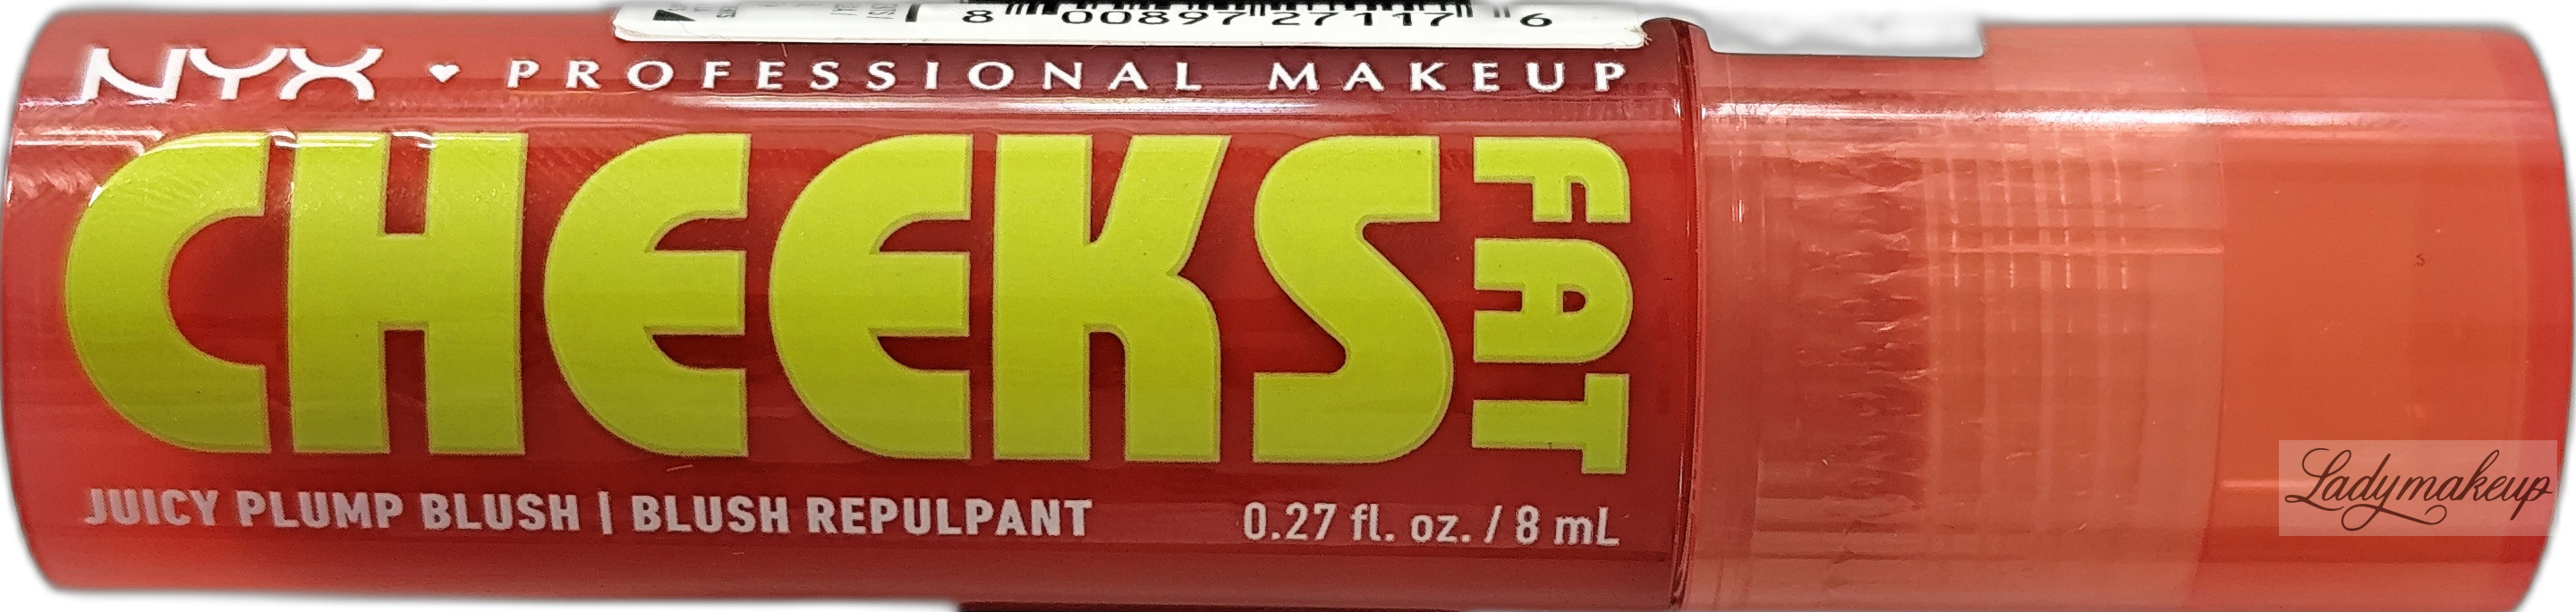 8 00897 27117 6
NYX ♥ PROFESSIONAL MAKEUP
CHEEKS
FAT
JUICY PLUMP BLUSH | BLUSH REPULPANT
0.27 fl. oz. / 8 mL
Ladymakeup